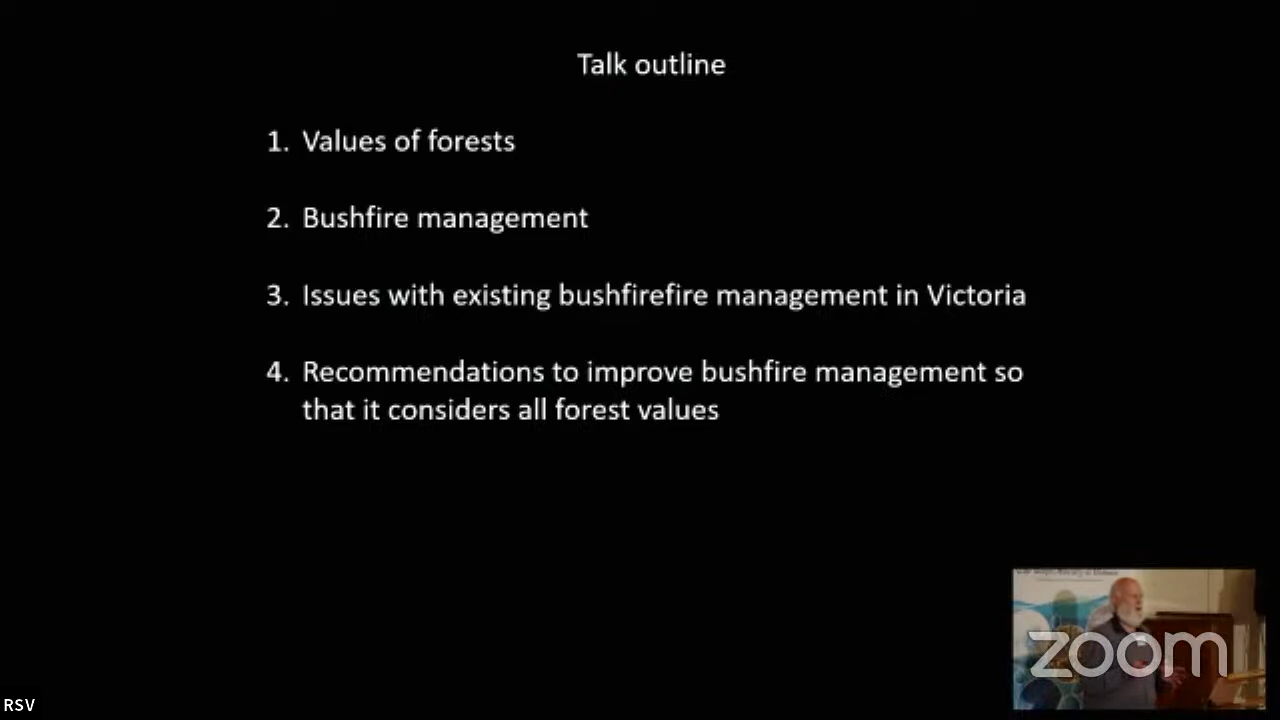 Talk outline
1. Values of forests
2. Bushfire management
3. Issues with existing bushfirefire management in Victoria
4. Recommendations to improve bushfire management so
that it considers all forest values
zoom
RSV